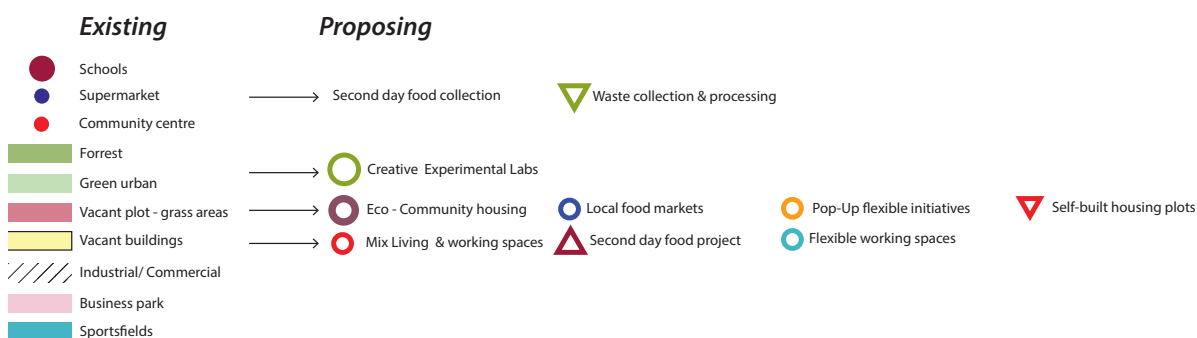 Existing Proposing
Schools
Supermarket Second day food collection Waste collection & processing
Community centre
Forrest
Creative Experimental Labs
Green urban
Vacant plot - grass areas Eco - Community housing Local food markets Pop-Up flexible initiatives Self-built housing plots
Vacant buildings Mix Living & working spaces Second day food project Flexible working spaces
Industrial/ Commercial
Business park
Sportsfields